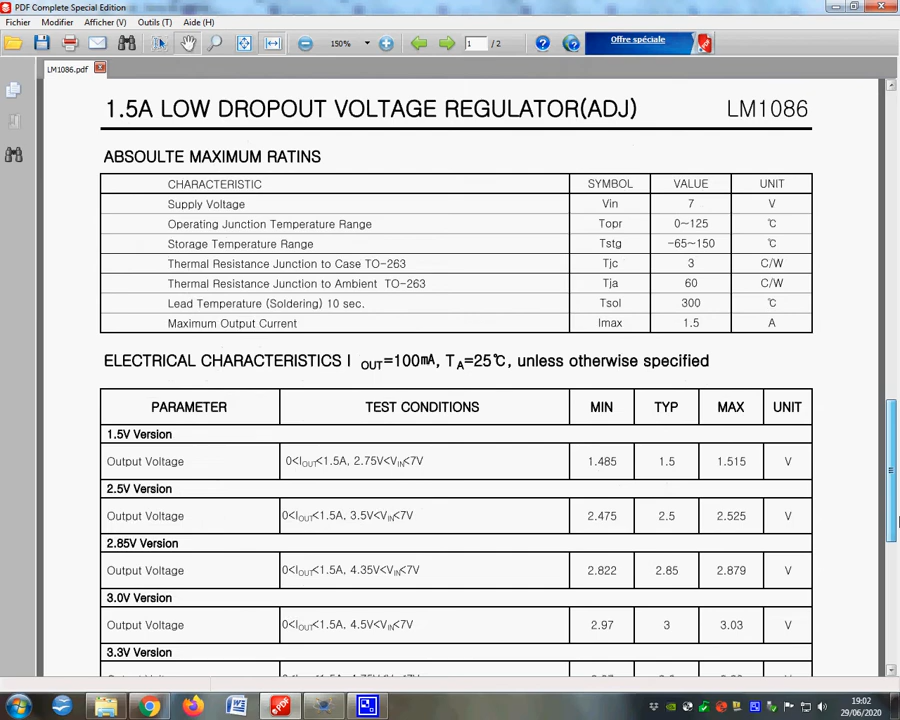 PDF Complete Special Edition
Fichier Modifier Afficher (V) Outils (T) Aide (H)
150% 1 / 2 Offre spéciale
LM1086.pdf
1.5A LOW DROPOUT VOLTAGE REGULATOR(ADJ) LM1086
ABSOULTE MAXIMUM RATINS
CHARACTERISTIC SYMBOL VALUE UNIT
Supply Voltage Vin 7 V
Operating Junction Temperature Range Topr 0~125 ℃
Storage Temperature Range Tstg -65~150 ℃
Thermal Resistance Junction to Case TO-263 Tjc 3 C/W
Thermal Resistance Junction to Ambient TO-263 Tja 60 C/W
Lead Temperature (Soldering) 10 sec. Tsol 300 ℃
Maximum Output Current Imax 1.5 A
ELECTRICAL CHARACTERISTICS I OUT=100mA, TA=25℃, unless otherwise specified
PARAMETER TEST CONDITIONS MIN TYP MAX UNIT
1.5V Version
Output Voltage 0<IOUT<1.5A, 2.75V<VIN<7V 1.485 1.5 1.515 V
2.5V Version
Output Voltage 0<IOUT<1.5A, 3.5V<VIN<7V 2.475 2.5 2.525 V
2.85V Version
Output Voltage 0<IOUT<1.5A, 4.35V<VIN<7V 2.822 2.85 2.879 V
3.0V Version
Output Voltage 0<IOUT<1.5A, 4.5V<VIN<7V 2.97 3 3.03 V
3.3V Version
19:02
29/06/2020